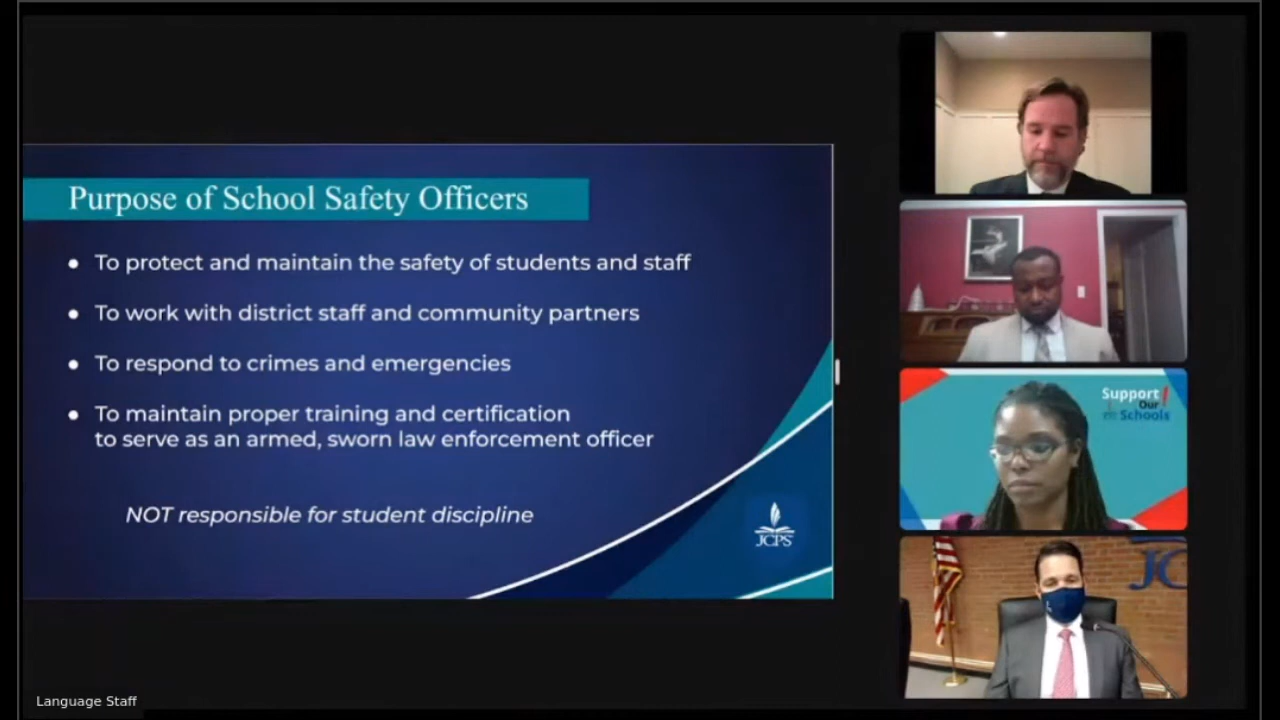 Purpose of School Safety Officers
● To protect and maintain the safety of students and staff
● To work with district staff and community partners
● To respond to crimes and emergencies
● To maintain proper training and certification
to serve as an armed, sworn law enforcement officer
NOT responsible for student discipline
JCPS
Support
Our
Schools
JC
Language Staff